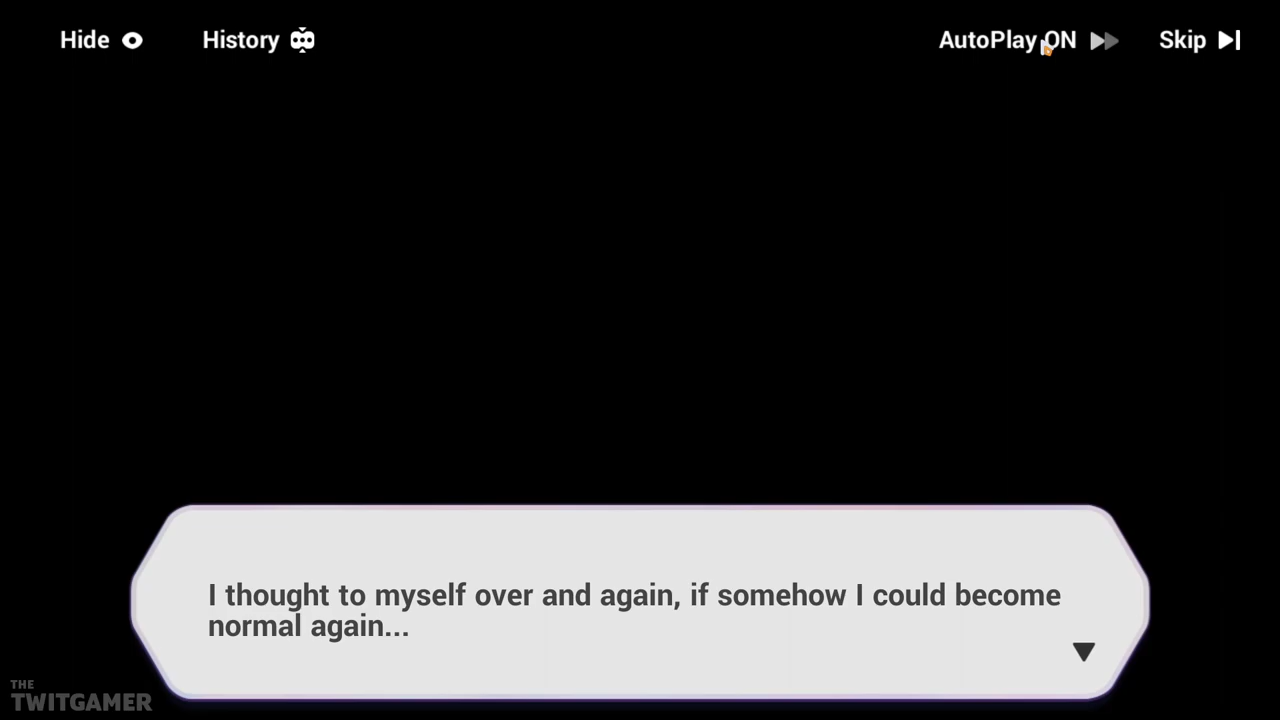 Hide
History
AutoPlay ON
Skip
I thought to myself over and again, if somehow I could become
normal again...
THE
TWITGAMER